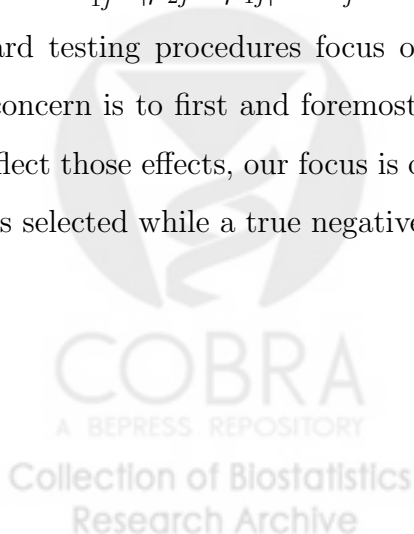 ard testing procedures focus o
concern is to first and foremost
flect those effects, our focus is
s selected while a true negative
COBRA
A BEPRESS REPOSITORY
Collection of Biostatistics
Research Archive